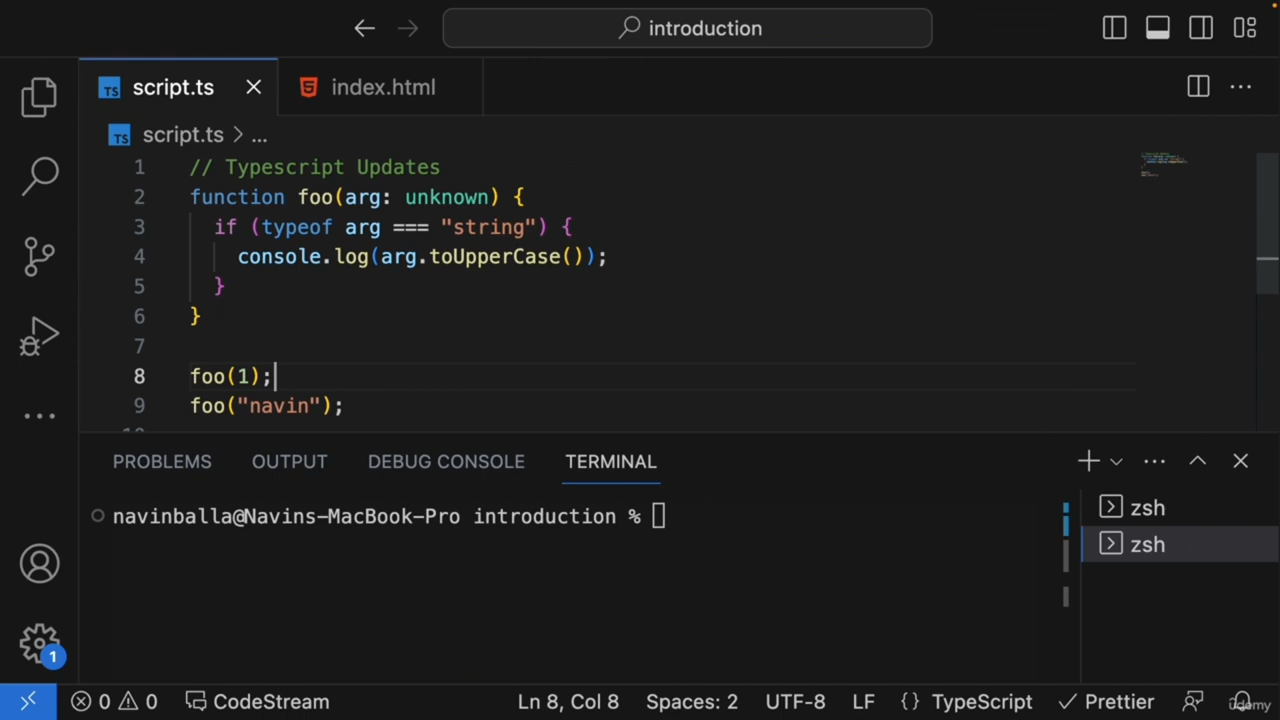 introduction
script.ts
index.html
script.ts > ...
1 // Typescript Updates
2 function foo(arg: unknown) {
3 if (typeof arg === "string") {
4 console.log(arg.toUpperCase());
5 }
6 }
7
8 foo(1);
9 foo("navin");
PROBLEMS OUTPUT DEBUG CONSOLE TERMINAL
navinballa@Navins-MacBook-Pro introduction %
zsh
zsh
1
0 0 CodeStream Ln 8, Col 8 Spaces: 2 UTF-8 LF {} TypeScript Prettier
ûdemy